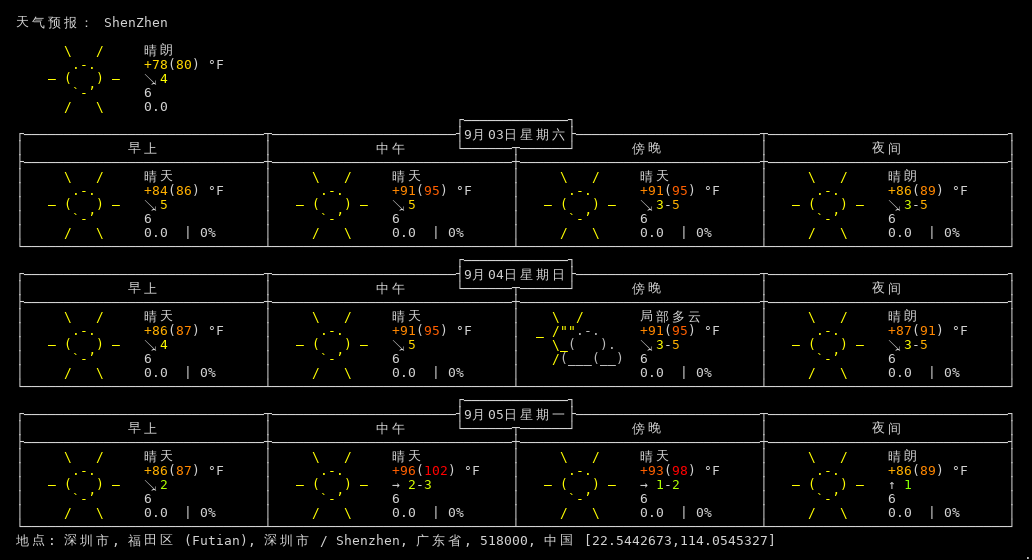 天气预报： ShenZhen
晴朗
+78(80) °F
↘4
6
0.0
9月03日星期六
早上 中午 傍晚 夜间
晴天 晴天 晴天 晴朗
+84(86) °F +91(95) °F +91(95) °F +86(89) °F
↘5 ↘5 ↘3-5 ↘3-5
6 6 6 6
0.0 | 0% 0.0 | 0% 0.0 | 0% 0.0 | 0%
9月04日星期日
早上 中午 傍晚 夜间
晴天 晴天 局部多云 晴朗
+86(87) °F +91(95) °F +91(95) °F +87(91) °F
↘4 ↘5 ↘3-5 ↘3-5
6 6 6 6
0.0 | 0% 0.0 | 0% 0.0 | 0% 0.0 | 0%
9月05日星期一
早上 中午 傍晚 夜间
晴天 晴天 晴天 晴朗
+86(87) °F +96(102) °F +93(98) °F +86(89) °F
↘2 → 2-3 → 1-2 ↑ 1
6 6 6 6
0.0 | 0% 0.0 | 0% 0.0 | 0% 0.0 | 0%
地点: 深圳市, 福田区 (Futian), 深圳市 / Shenzhen, 广东省, 518000, 中国 [22.5442673,114.0545327]